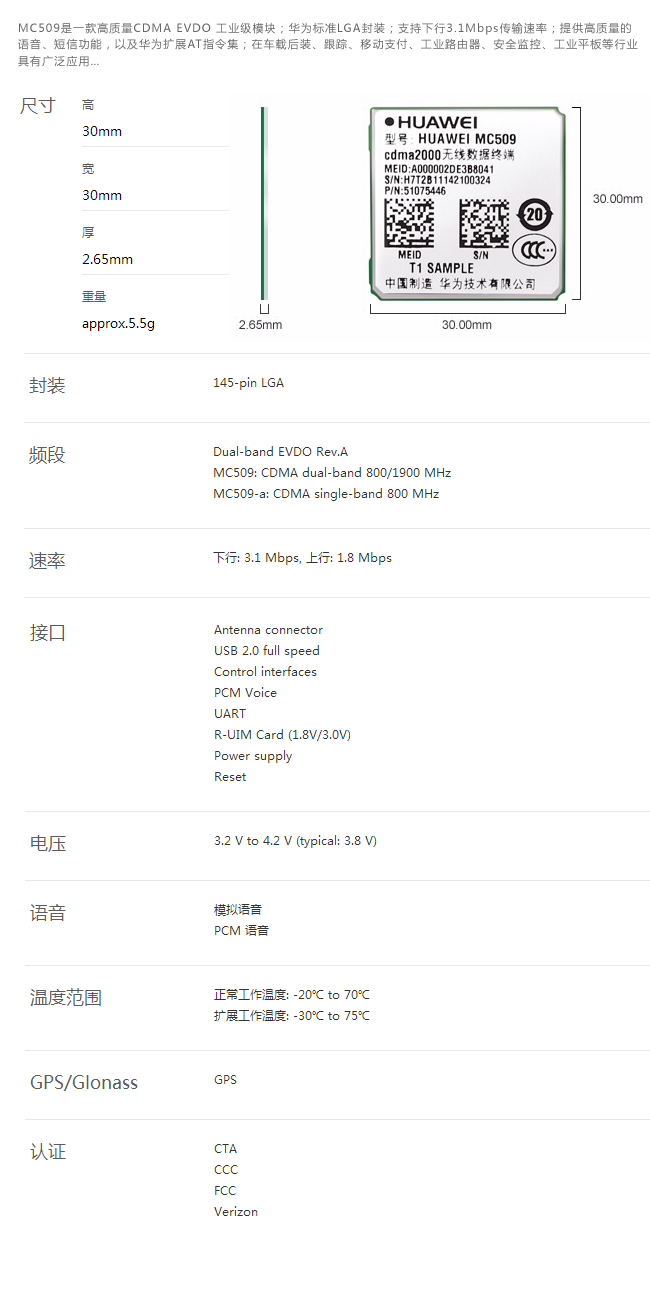 MC509是一款高质量CDMA EVDO 工业级模块；华为标准LGA封装；支持下行3.1Mbps传输速率；提供高质量的
语音、短信功能，以及华为扩展AT指令集；在车载后装、跟踪、移动支付、工业路由器、安全监控、工业平板等行业
具有广泛应用...
尺寸
高
30mm
宽
30mm
厚
2.65mm
重量
approx.5.5g
2.65mm
HUAWEI
型号: HUAWEI MC509
cdma2000无线数据终端
MEID:A000002DE3B8041
S/N:H7T2B11142100324
P/N:51075446
20
CCC
MEID
S/N
T1 SAMPLE
中国制造 华为技术有限公司
30.00mm
30.00mm
封装
145-pin LGA
频段
Dual-band EVDO Rev.A
MC509: CDMA dual-band 800/1900 MHz
MC509-a: CDMA single-band 800 MHz
速率
下行: 3.1 Mbps, 上行: 1.8 Mbps
接口
Antenna connector
USB 2.0 full speed
Control interfaces
PCM Voice
UART
R-UIM Card (1.8V/3.0V)
Power supply
Reset
电压
3.2 V to 4.2 V (typical: 3.8 V)
语音
模拟语音
PCM 语音
温度范围
正常工作温度: -20℃ to 70℃
扩展工作温度: -30℃ to 75℃
GPS/Glonass
GPS
认证
CTA
CCC
FCC
Verizon